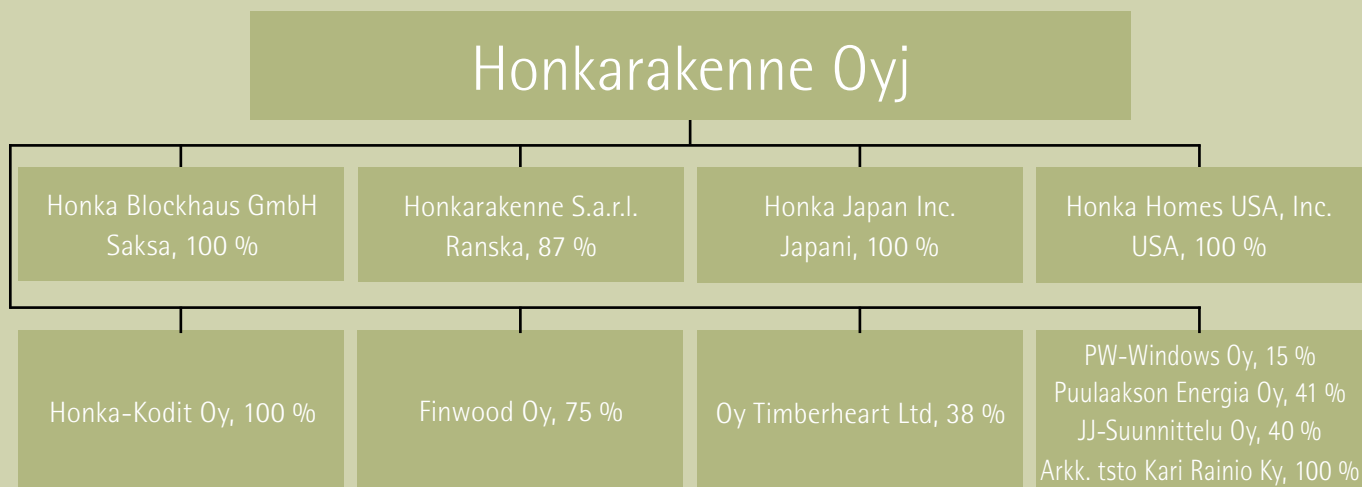 Honkarakenne Oyj
Honka Blockhaus GmbH
Saksa, 100 %
Honkarakenne S.a.r.l.
Ranska, 87 %
Honka Japan Inc.
Japani, 100 %
Honka Homes USA, Inc.
USA, 100 %
Honka-Kodit Oy, 100 %
Finwood Oy, 75 %
Oy Timberheart Ltd, 38 %
PW-Windows Oy, 15 %
Puulaakson Energia Oy, 41 %
JJ-Suunnittelu Oy, 40 %
Arkk. tsto Kari Rainio Ky, 100 %